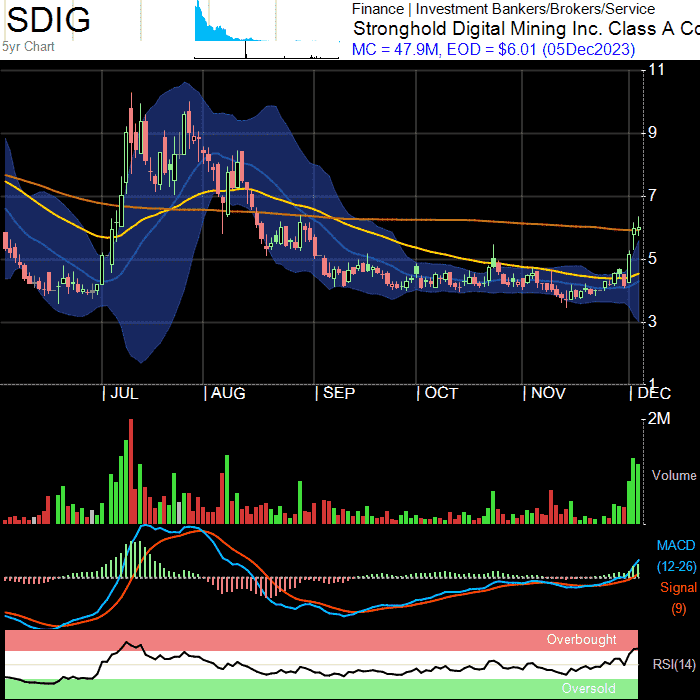 SDIG
5yr Chart
Finance | Investment Bankers/Brokers/Service
Stronghold Digital Mining Inc. Class A Co
MC = 47.9M, EOD = $6.01 (05Dec2023)
11
9
7
5
3
1
JUL AUG SEP OCT NOV DEC
2M
Volume
MACD
(12-26)
Signal
(9)
Overbought
RSI(14)
Oversold